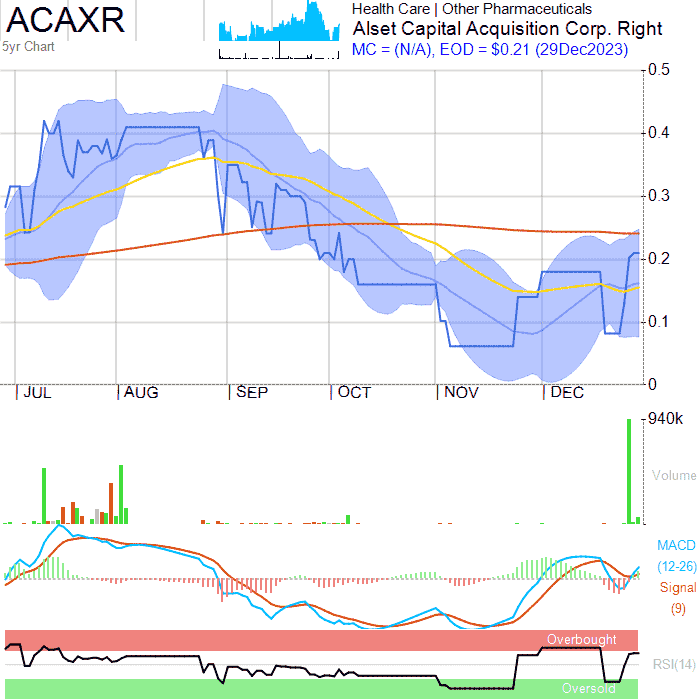 ACAXR
5yr Chart
Health Care | Other Pharmaceuticals
Alset Capital Acquisition Corp. Right
MC = (N/A), EOD = $0.21 (29Dec2023)
0.5
0.4
0.3
0.2
0.1
0
JUL AUG SEP OCT NOV DEC
940k
Volume
MACD
(12-26)
Signal
(9)
Overbought
RSI(14)
Oversold